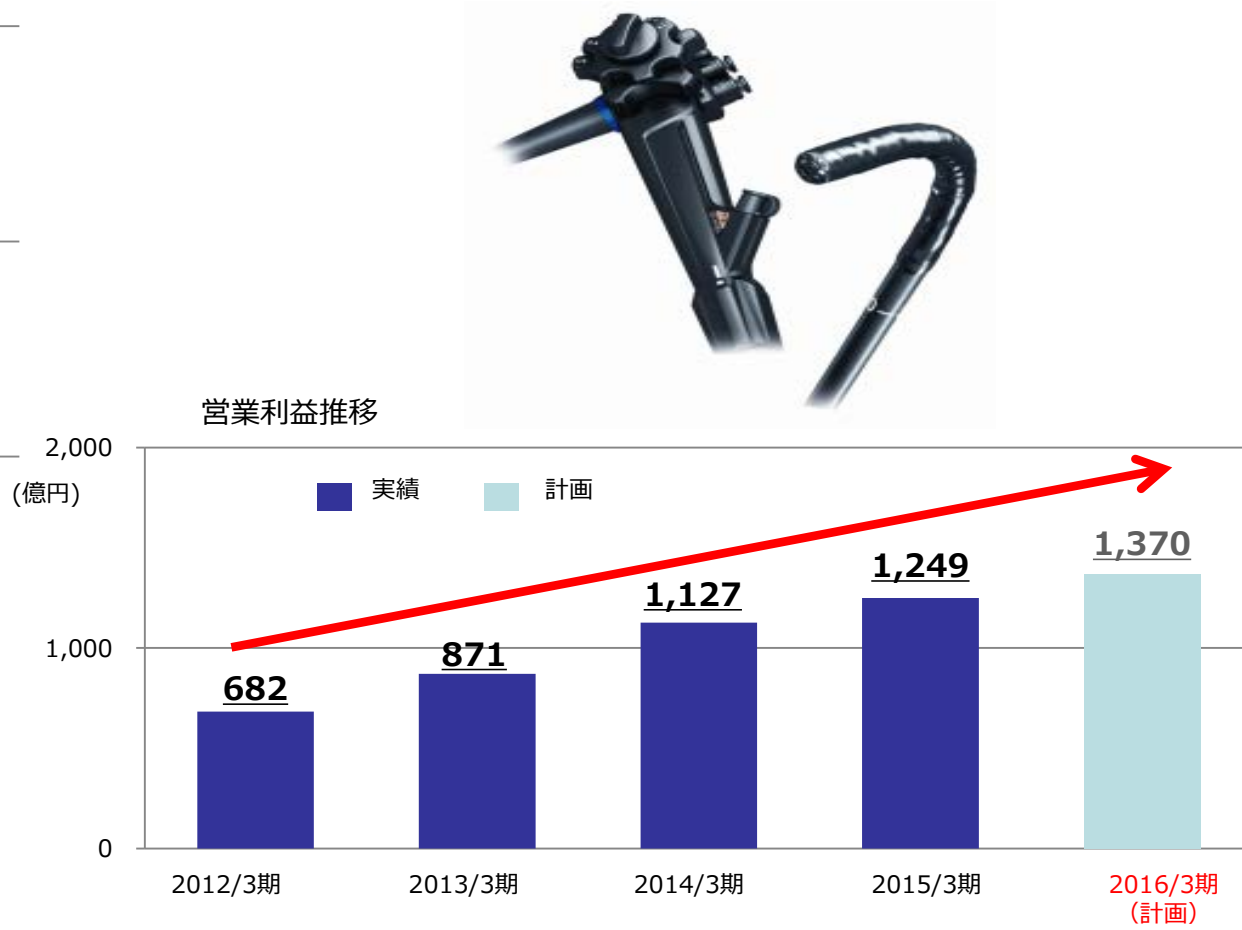 営業利益推移
2,000
(億円)
実績
計画
1,370
1,249
1,127
1,000
871
682
0
2012/3期
2013/3期
2014/3期
2015/3期
2016/3期
（計画）